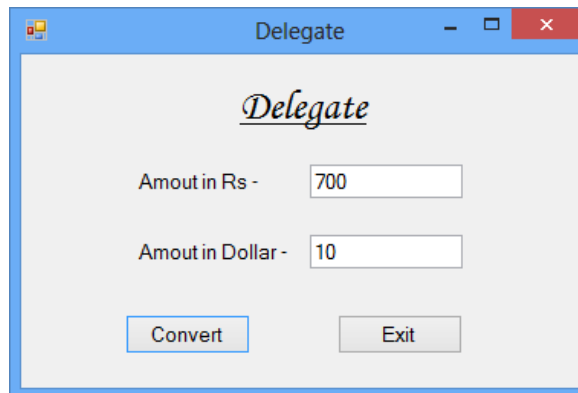 Delegate
Delegate
Amout in Rs - 700
Amout in Dollar - 10
Convert Exit